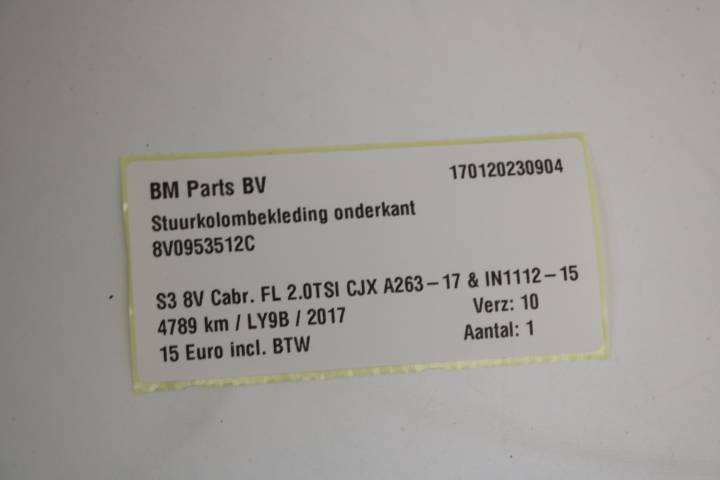 BM Parts BV 170120230904
Stuurkolombekleding onderkant
8V0953512C
S3 8V Cabr. FL 2.0TSI CJX A263-17 & IN1112-15
4789 km / LY9B / 2017 Verz: 10
15 Euro incl. BTW Aantal: 1